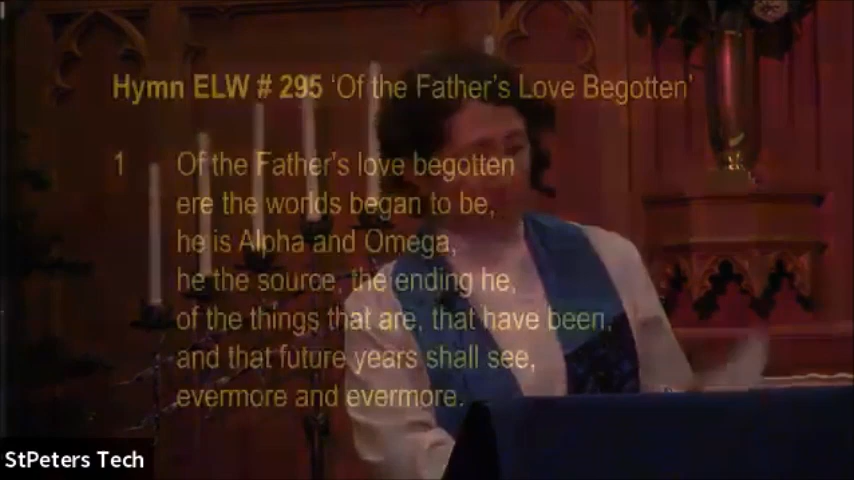 Hymn ELW # 295 ‘Of the Father’s Love Begotten’
1 Of the Father’s love begotten
ere the worlds began to be,
he is Alpha and Omega,
he the source, the ending he,
of the things that are, that have been,
and that future years shall see,
evermore and evermore.
StPeters Tech